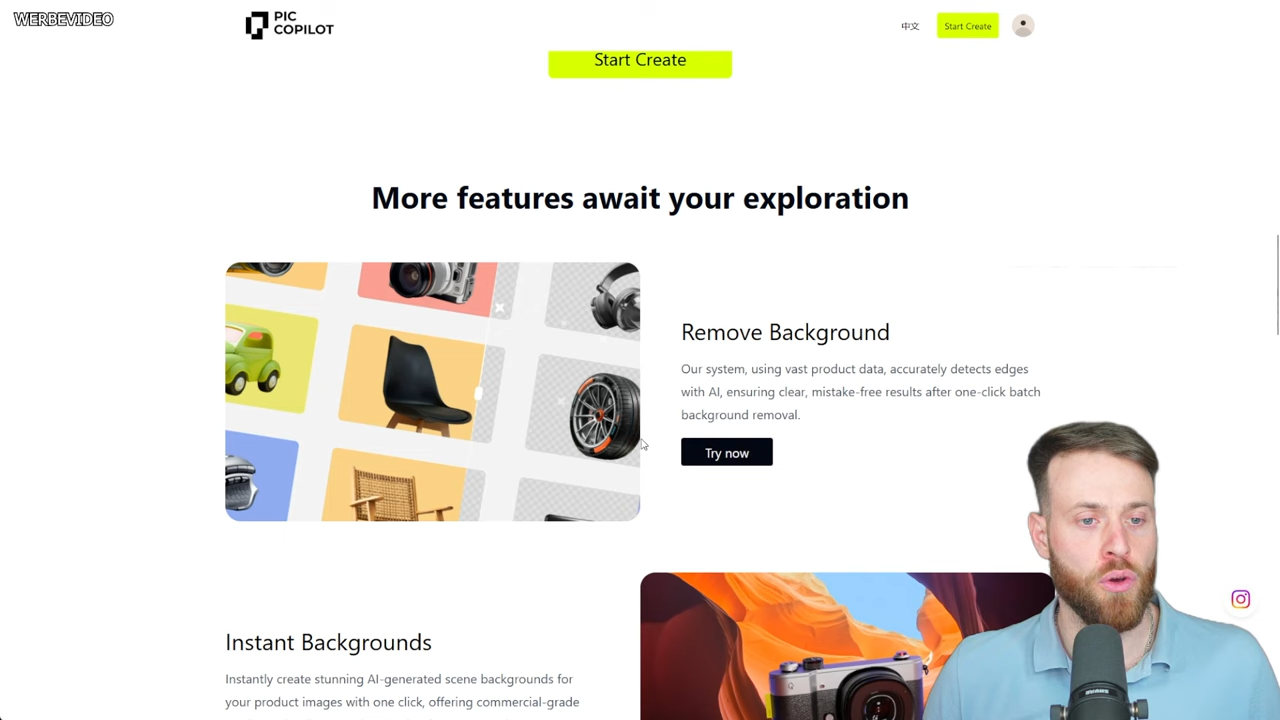 WERBEVIDEO
PIC
COPILOT
中文
Start Create
Start Create
More features await your exploration
Remove Background
Our system, using vast product data, accurately detects edges
with AI, ensuring clear, mistake-free results after one-click batch
background removal.
Try now
Instant Backgrounds
Instantly create stunning AI-generated scene backgrounds for
your product images with one click, offering commercial-grade